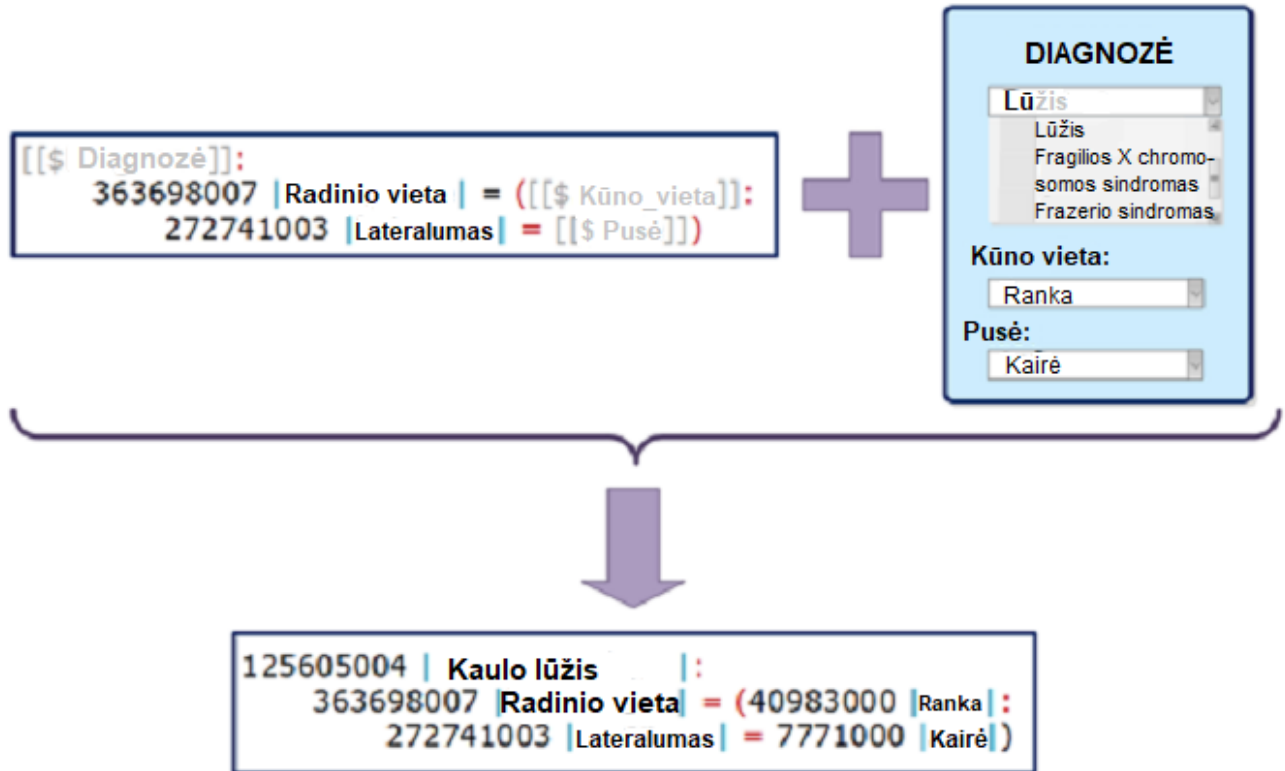 [[$ Diagnozė]]:
363698007 |Radinio vieta | = ([[$ Kūno_vieta]]:
272741003 |Lateralumas| = [[$ Pusė]])
DIAGNOZĖ
Lūžis
Lūžis
Fragilios X chromo-
somos sindromas
Frazerio sindromas
Kūno vieta:
Ranka
Pusė:
Kairė
125605004 | Kaulo lūžis |:
363698007 |Radinio vieta| = (40983000 |Ranka|:
272741003 |Lateralumas| = 7771000 |Kairė|)